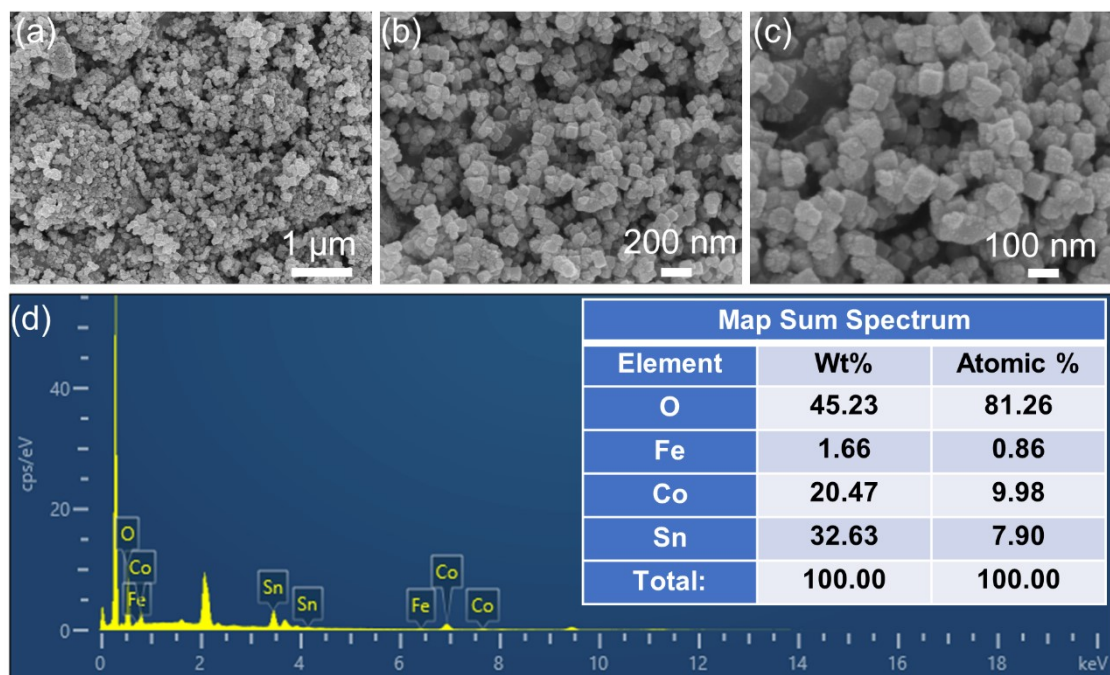 (a)
1 μm
(b)
200 nm
(c)
100 nm
(d)
cps/eV
40
20
0
O
Co
Fe
Sn
Sn
Fe
Co
Co
0 2 4 6 8 10 12 14 16 18 keV
Map Sum Spectrum
Element Wt% Atomic %
O 45.23 81.26
Fe 1.66 0.86
Co 20.47 9.98
Sn 32.63 7.90
Total: 100.00 100.00